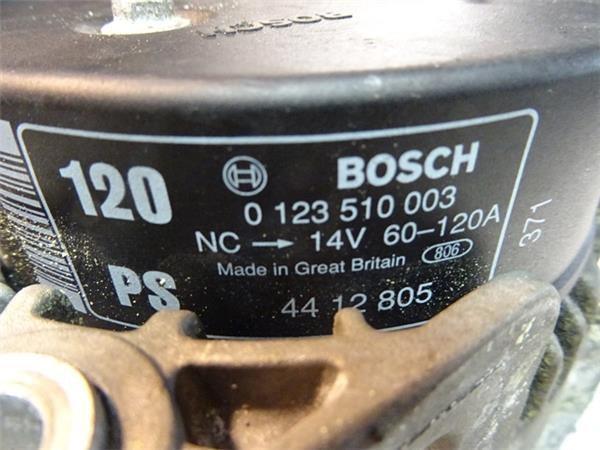 BOSCH
120
BOSCH
0 123 510 003
NC → 14V 60-120A
Made in Great Britain 806
PS
44 12 805
371